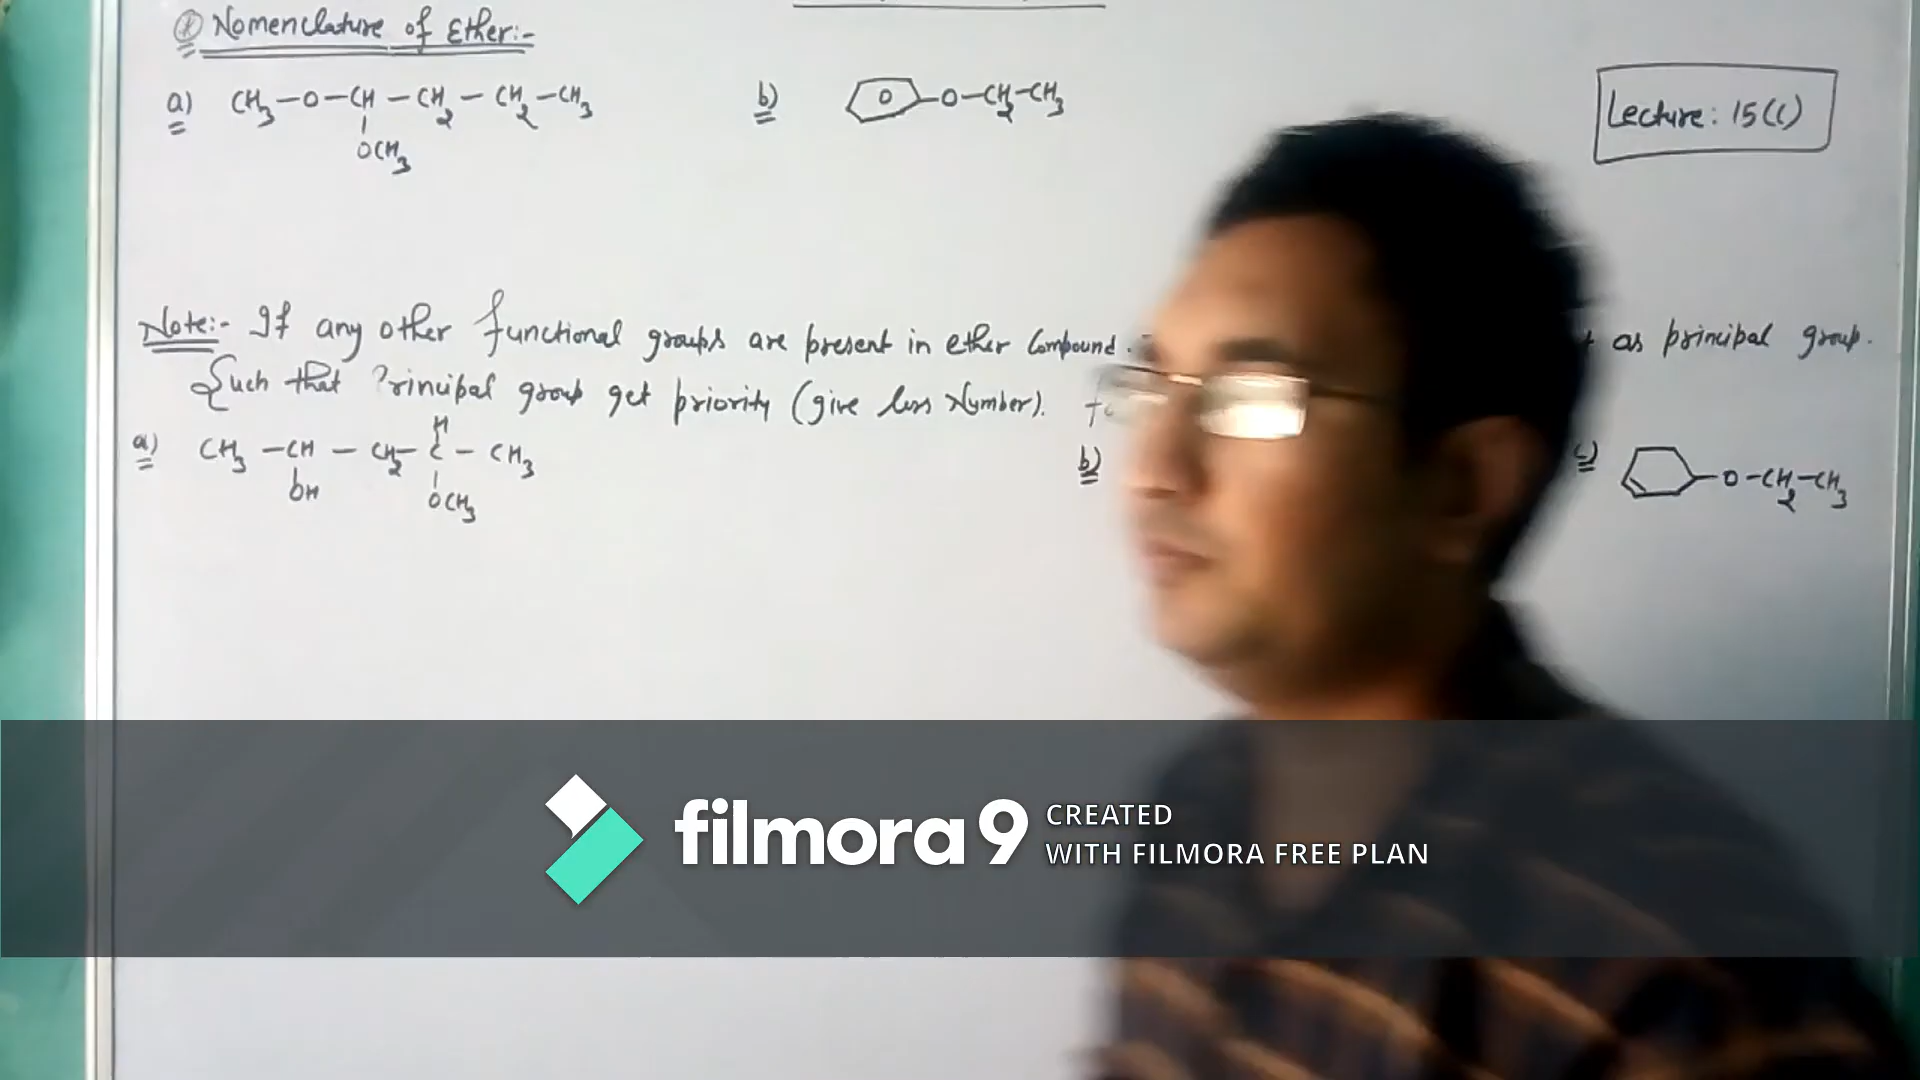 * Nomenclature of Ether:-
a) CH3-O-CH-CH2-CH2-CH3
OCH3
b) O -O-CH2-CH3
Lecture: 15(C)
Note:- If any other functional groups are present in ether Compound. as principal group.
Such that Principal group get priority (give less Number).
a) CH3-CH-CH2-C-CH3
H
OH
OCH3
b)
c) -O-CH2-CH3
filmora9 CREATED
WITH FILMORA FREE PLAN